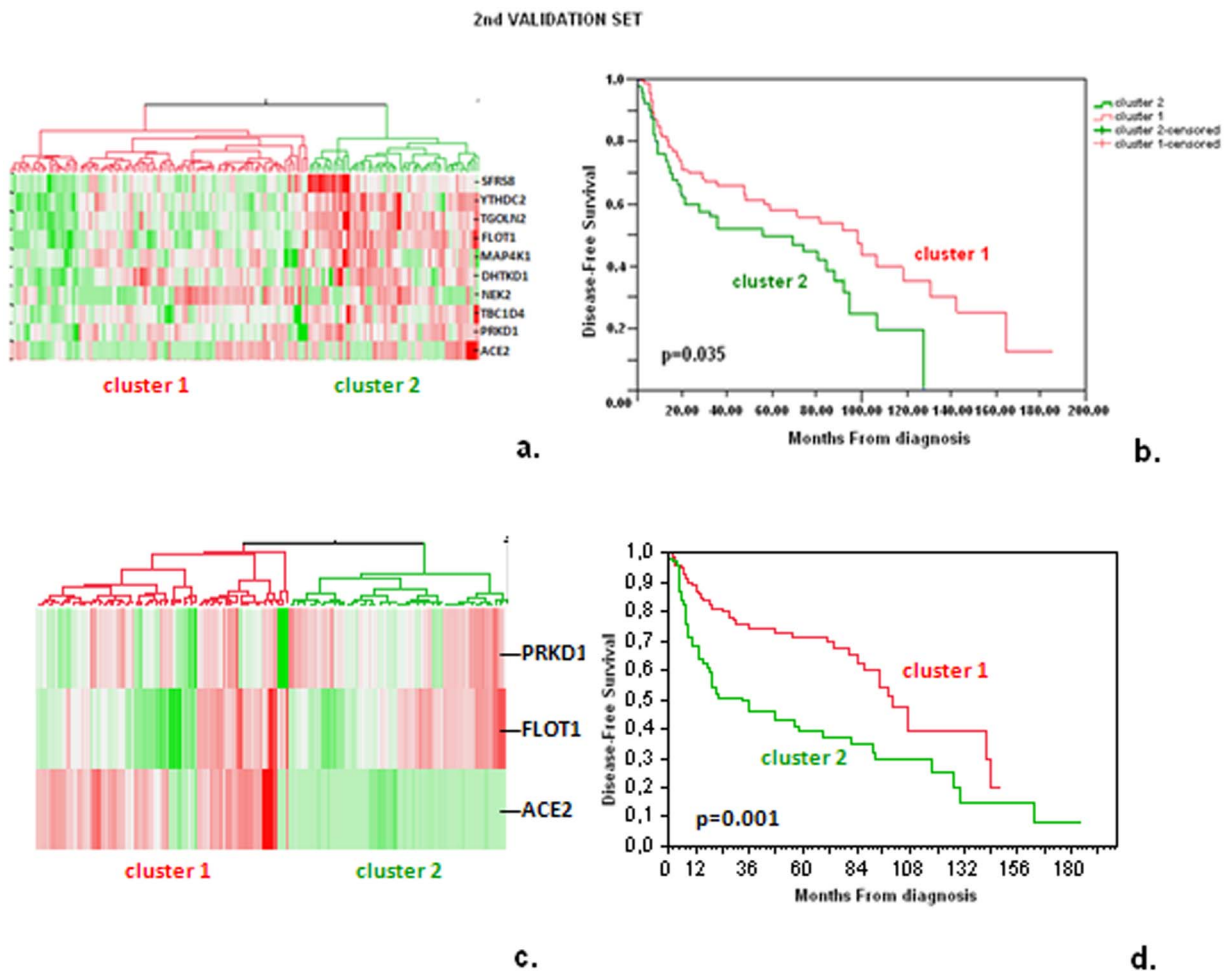 2nd VALIDATION SET
SFRS8
YTHDC2
TGOLN2
FLOT1
MAP4K1
DHTKD1
NEK2
TBC1D4
PRKD1
ACE2
cluster 1
cluster 2
a.
Disease-Free Survival
1.0
0.8
0.6
0.4
0.2
0.00
20.00 40.00 60.00 80.00 100.00 120.00 140.00 160.00 180.00 200.00
Months From diagnosis
cluster 1
cluster 2
p=0.035
cluster 2
cluster 1
cluster 2-censored
cluster 1-censored
b.
PRKD1
FLOT1
ACE2
cluster 1
cluster 2
c.
Disease-Free Survival
1,0
0,9
0,8
0,7
0,6
0,5
0,4
0,3
0,2
0,1
0,0
0 12 36 60 84 108 132 156 180
Months From diagnosis
cluster 1
cluster 2
p=0.001
d.